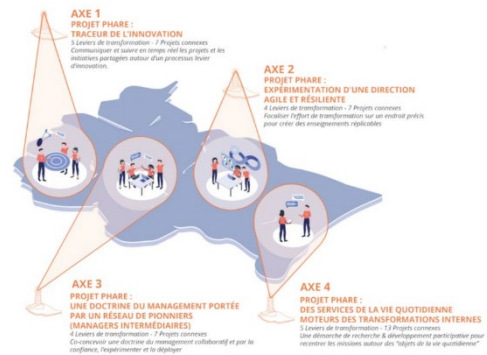 AXE 1
PROJET PHARE :
TRACEUR DE L'INNOVATION
5 Leviers de transformation - 7 Projets connexes
Communiquer et suivre en temps réel les projets et les
initiatives partagées autour d'un processus levier
d'innovation.
AXE 2
PROJET PHARE :
EXPÉRIMENTATION D'UNE DIRECTION
AGILE ET RÉSILIENTE
4 Leviers de transformation - 7 Projets connexes
Focaliser l'effort de transformation sur un endroit précis
pour créer des enseignements réplicables
AXE 3
PROJET PHARE :
UNE DOCTRINE DU MANAGEMENT PORTÉE
PAR UN RÉSEAU DE PIONNIERS
(MANAGERS INTERMÉDIAIRES)
4 Leviers de transformation - 7 Projets connexes
Co-concevoir une doctrine du management collaboratif et par la
confiance, l'expérimenter et la déployer
AXE 4
PROJET PHARE :
DES SERVICES DE LA VIE QUOTIDIENNE
MOTEURS DES TRANSFORMATIONS INTERNES
5 Leviers de transformation - 13 Projets connexes
Une démarche de recherche & développement participative pour
recentrer les missions autour des "objets de la vie quotidienne"